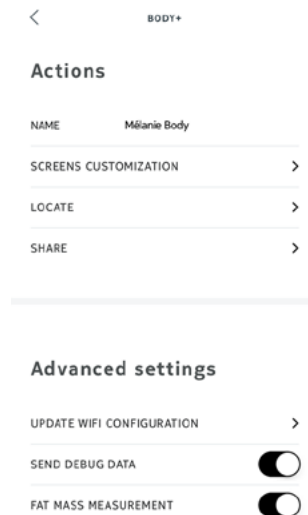 BODY+
Actions
NAME Mélanie Body
SCREENS CUSTOMIZATION
LOCATE
SHARE
Advanced settings
UPDATE WIFI CONFIGURATION
SEND DEBUG DATA
FAT MASS MEASUREMENT